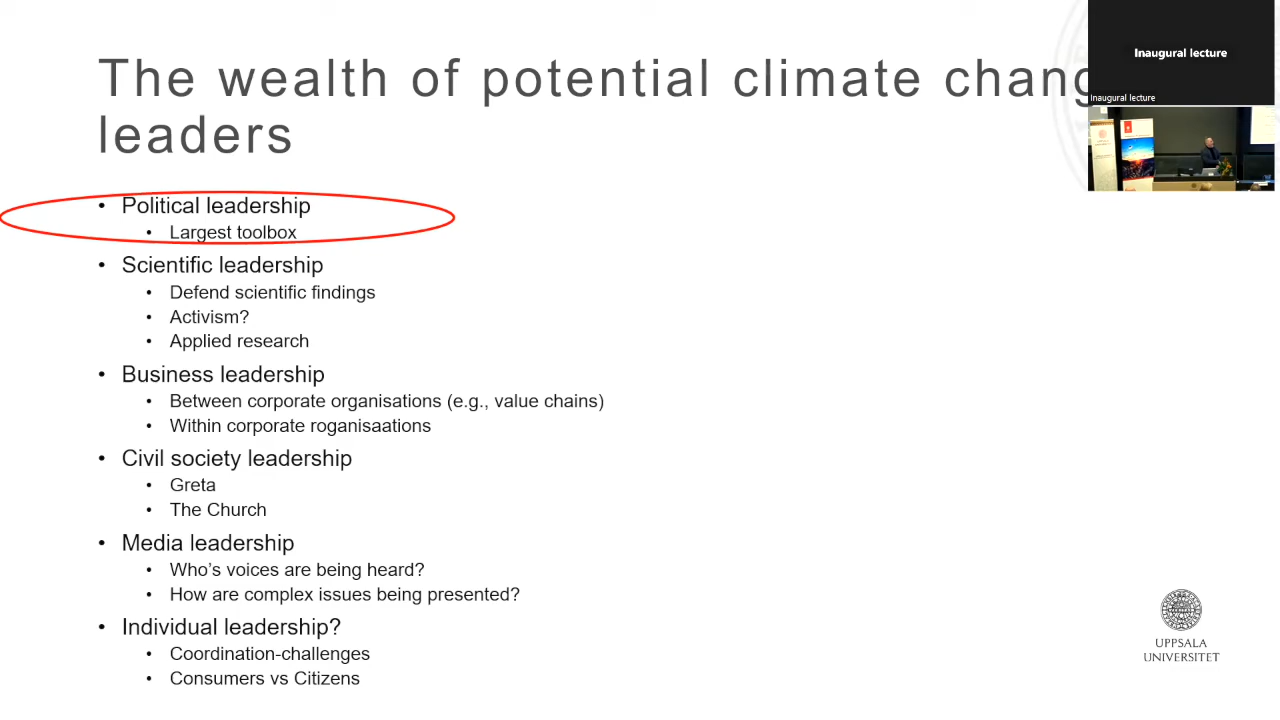 The wealth of potential climate chang
leaders
Inaugural lecture
Inaugural lecture
• Political leadership
• Largest toolbox
• Scientific leadership
• Defend scientific findings
• Activism?
• Applied research
• Business leadership
• Between corporate organisations (e.g., value chains)
• Within corporate roganisaations
• Civil society leadership
• Greta
• The Church
• Media leadership
• Who's voices are being heard?
• How are complex issues being presented?
• Individual leadership?
• Coordination-challenges
• Consumers vs Citizens
UPPSALA
UNIVERSITET